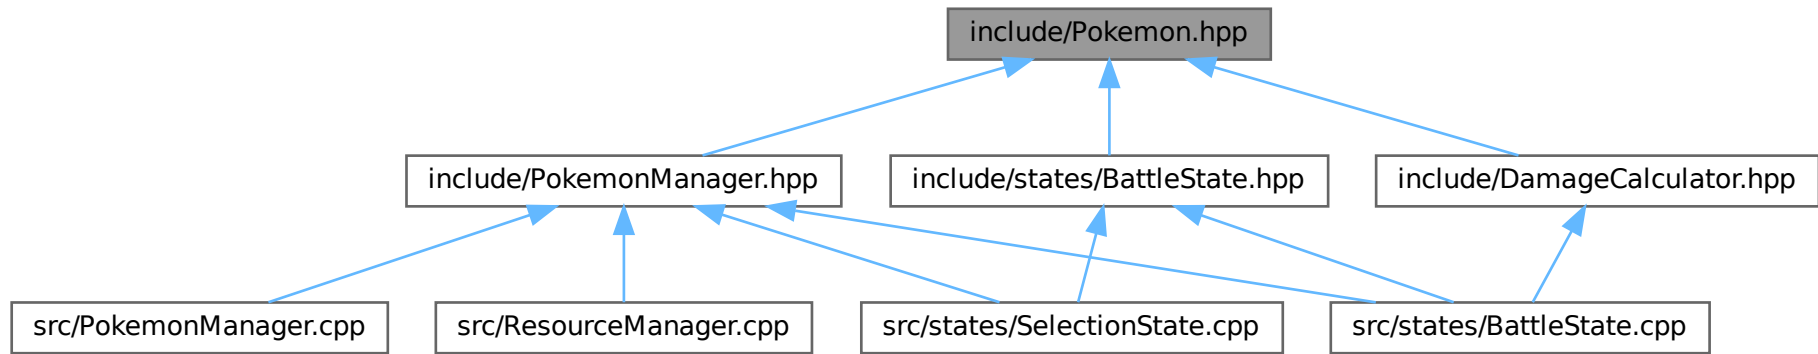 include/Pokemon.hpp
include/PokemonManager.hpp
include/states/BattleState.hpp
include/DamageCalculator.hpp
src/PokemonManager.cpp
src/ResourceManager.cpp
src/states/SelectionState.cpp
src/states/BattleState.cpp